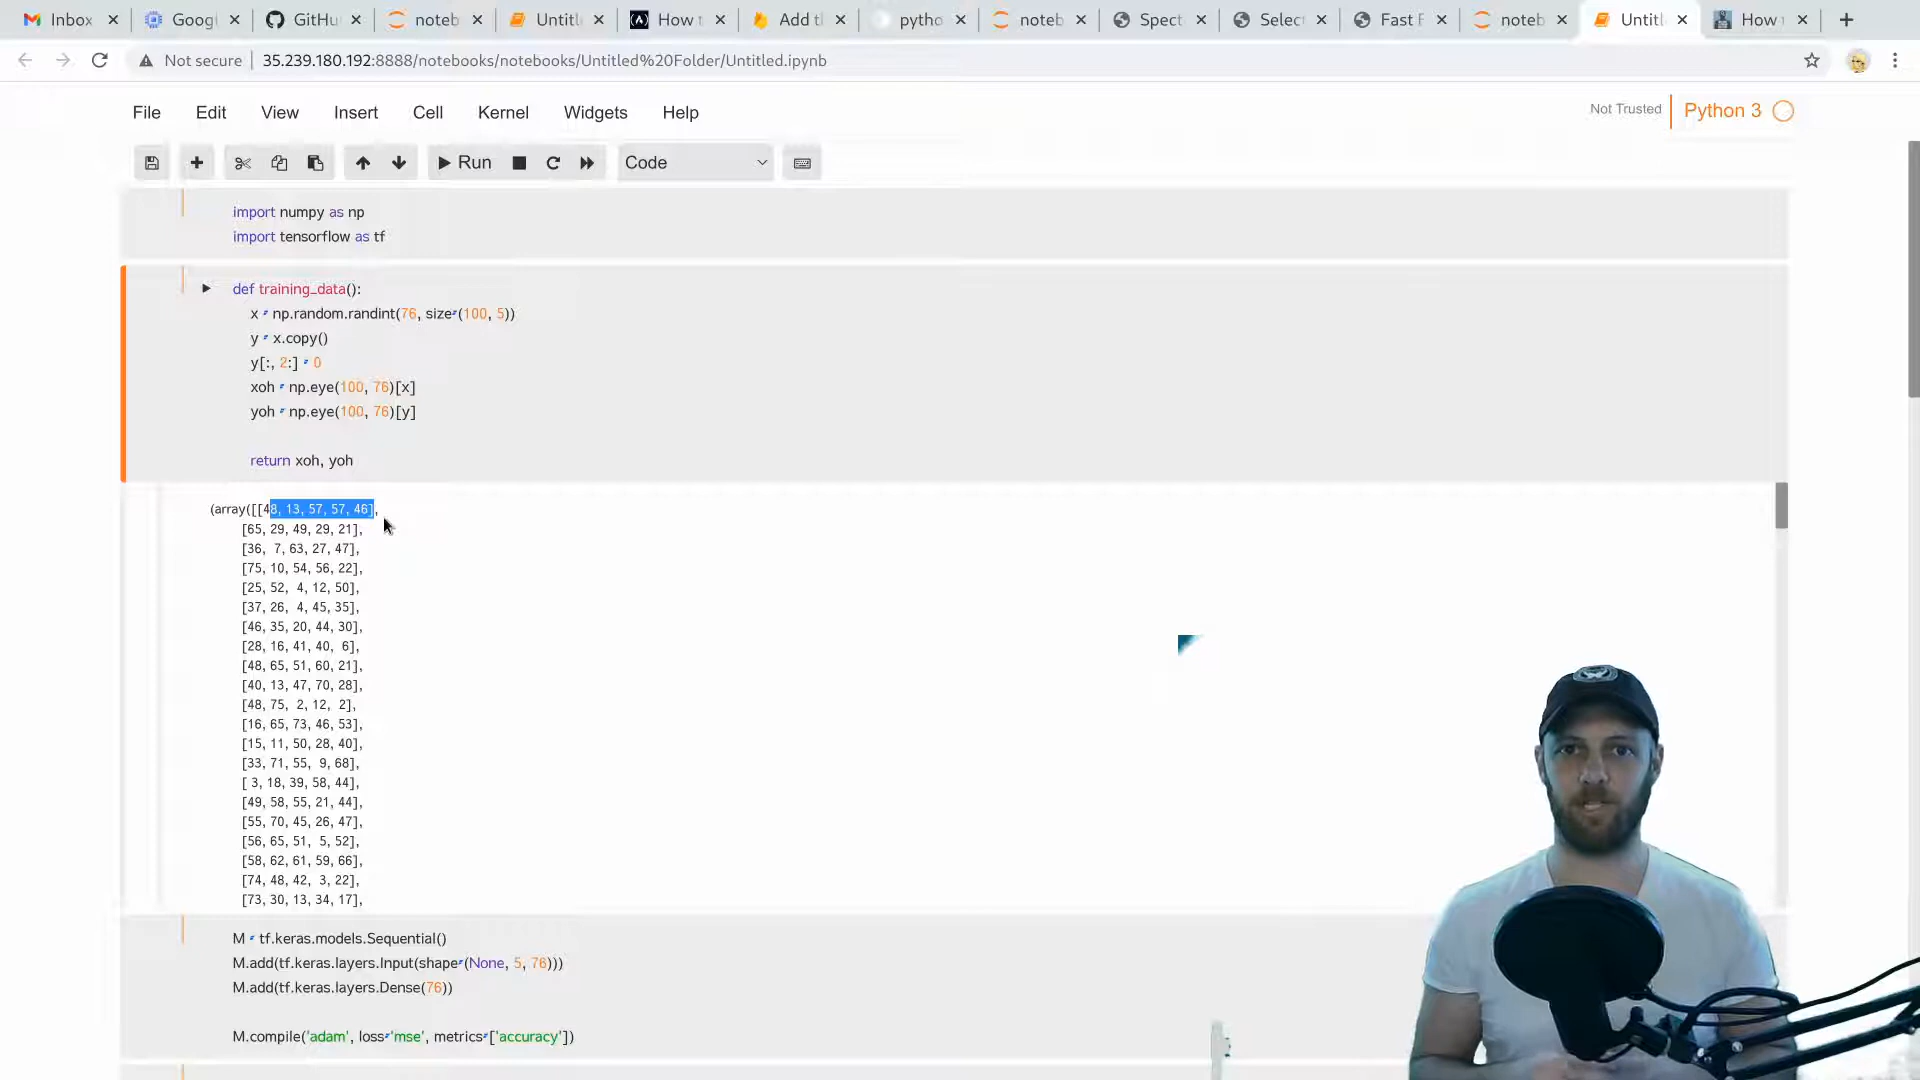 Inbox
Googl
GitHu
noteb
Untitl
How t
Add t
pytho
noteb
Spect
Select
Fast F
noteb
Untitl
How
Not secure
35.239.180.192:8888/notebooks/notebooks/Untitled%20Folder/Untitled.ipynb
File Edit View Insert Cell Kernel Widgets Help
Not Trusted
Python 3
Run
Code
import numpy as np
import tensorflow as tf
def training_data():
x = np.random.randint(76, size=(100, 5))
y = x.copy()
y[:, 2:] = 0
xoh = np.eye(100, 76)[x]
yoh = np.eye(100, 76)[y]
return xoh, yoh
(array([[48, 13, 57, 57, 46],
[65, 29, 49, 29, 21],
[36, 7, 63, 27, 47],
[75, 10, 54, 56, 22],
[25, 52, 4, 12, 50],
[37, 26, 4, 45, 35],
[46, 35, 20, 44, 30],
[28, 16, 41, 40, 6],
[48, 65, 51, 60, 21],
[40, 13, 47, 70, 28],
[48, 75, 2, 12, 2],
[16, 65, 73, 46, 53],
[15, 11, 50, 28, 40],
[33, 71, 55, 9, 68],
[ 3, 18, 39, 58, 44],
[49, 58, 55, 21, 44],
[55, 70, 45, 26, 47],
[56, 65, 51, 5, 52],
[58, 62, 61, 59, 66],
[74, 48, 42, 3, 22],
[73, 30, 13, 34, 17],
M = tf.keras.models.Sequential()
M.add(tf.keras.layers.Input(shape=(None, 5, 76)))
M.add(tf.keras.layers.Dense(76))
M.compile('adam', loss='mse', metrics=['accuracy'])